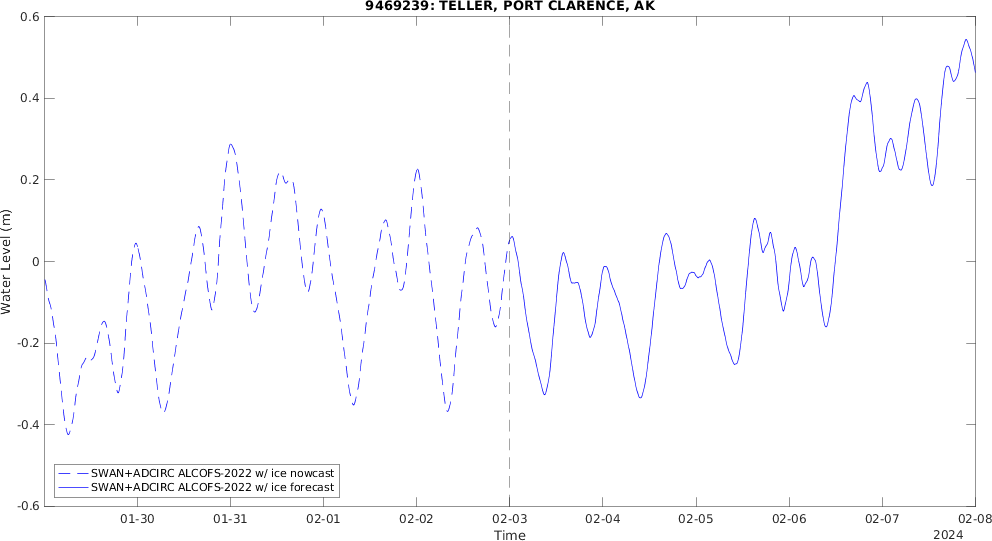 9469239: TELLER, PORT CLARENCE, AK
0.6
0.4
0.2
0
-0.2
-0.4
-0.6
Water Level (m)
SWAN+ADCIRC ALCOFS-2022 w/ ice nowcast
SWAN+ADCIRC ALCOFS-2022 w/ ice forecast
01-30 01-31 02-01 02-02 02-03 02-04 02-05 02-06 02-07 02-08
Time
2024